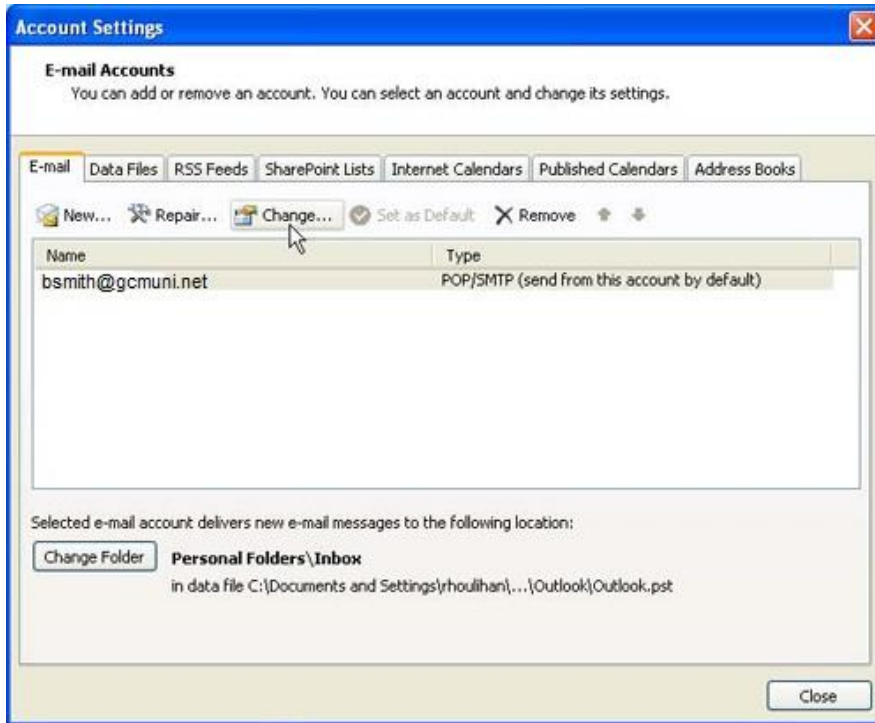 Account Settings
E-mail Accounts
You can add or remove an account. You can select an account and change its settings.
E-mail Data Files RSS Feeds SharePoint Lists Internet Calendars Published Calendars Address Books
New... Repair... Change... Set as Default Remove
Name Type
bsmith@gcmuni.net POP/SMTP (send from this account by default)
Selected e-mail account delivers new e-mail messages to the following location:
Change Folder Personal Folders\Inbox
in data file C:\Documents and Settings\rhoulihan\...\Outlook\Outlook.pst
Close